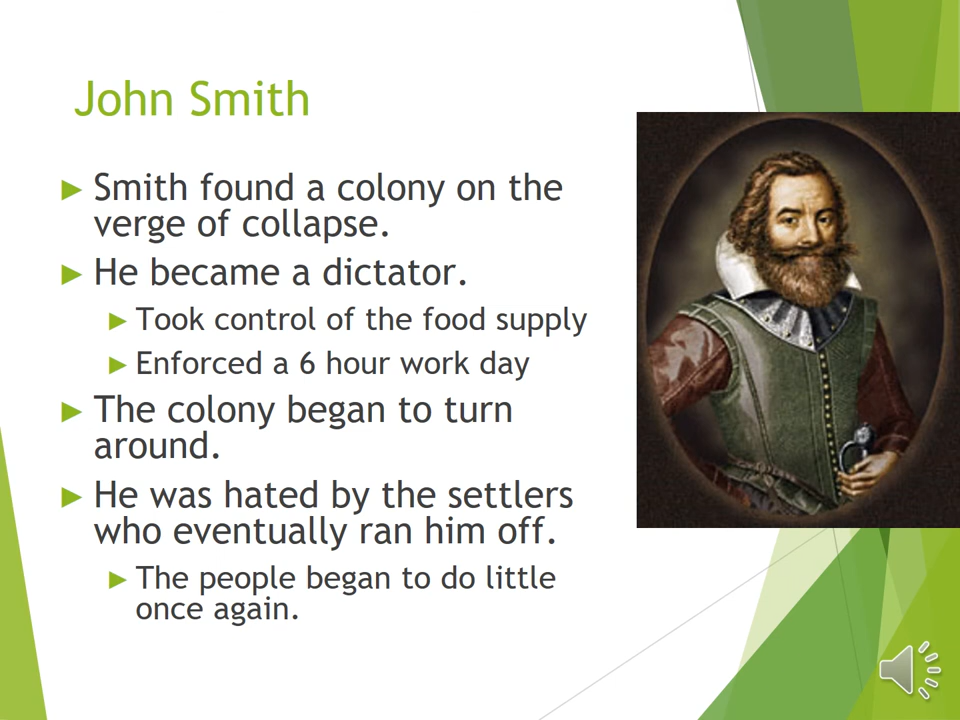 John Smith
Smith found a colony on the
verge of collapse.
He became a dictator.
Took control of the food supply
Enforced a 6 hour work day
The colony began to turn
around.
He was hated by the settlers
who eventually ran him off.
The people began to do little
once again.